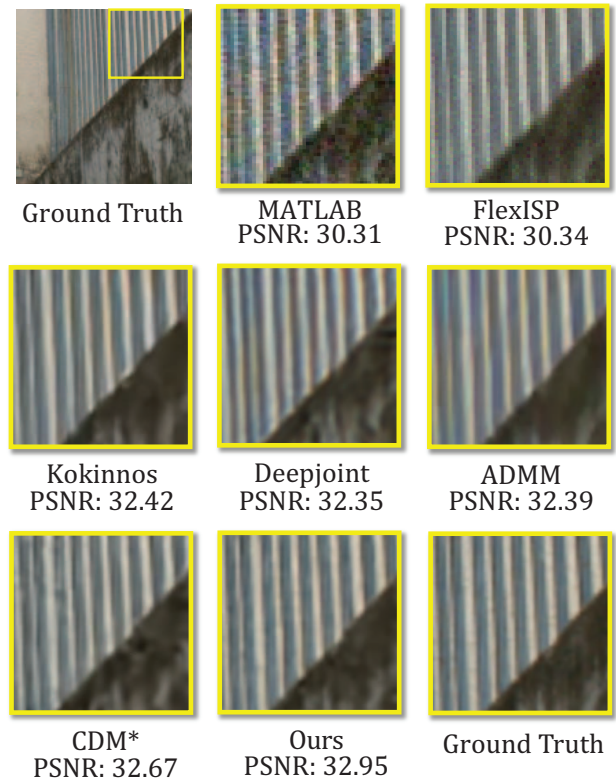 Ground Truth
MATLAB
PSNR: 30.31
FlexISP
PSNR: 30.34
Kokinnos
PSNR: 32.42
Deepjoint
PSNR: 32.35
ADMM
PSNR: 32.39
CDM*
PSNR: 32.67
Ours
PSNR: 32.95
Ground Truth